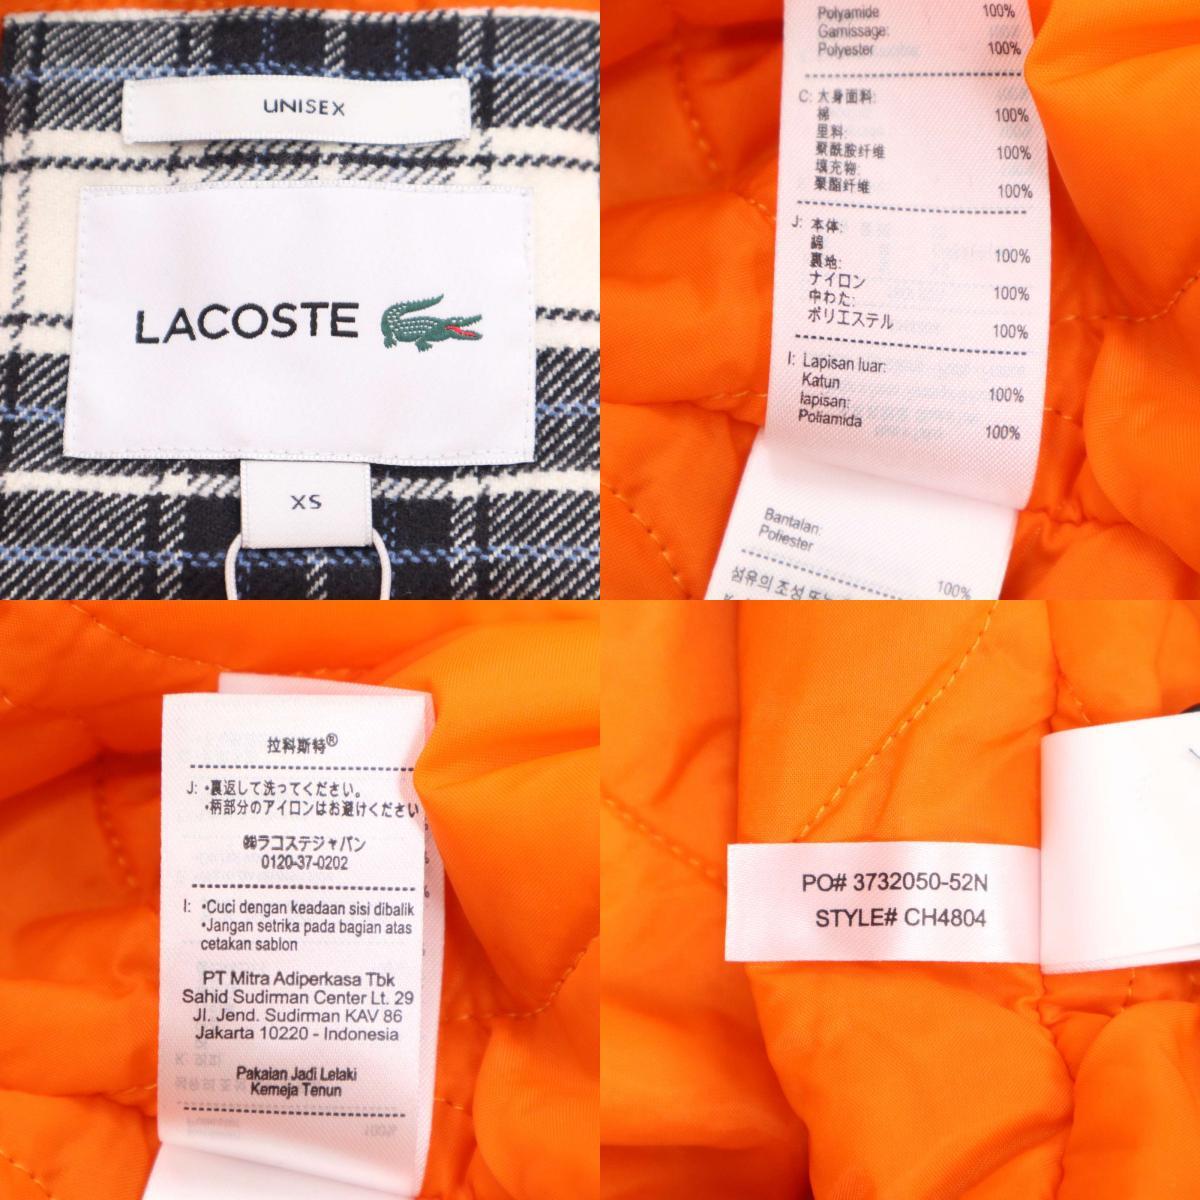 UNISEX
LACOSTE
XS
Polyamide 100%
Garnissage:
Polyester 100%
C: 大身面料:
棉 100%
里料:
聚酰胺纤维 100%
填充物:
聚酯纤维 100%
J: 本体:
綿 100%
裏地:
ナイロン 100%
中わた:
ポリエステル 100%
I: Lapisan luar:
Katun 100%
lapisan:
Poliamida 100%
Bantalan:
Poliester 100%
섬유의 조성 또는
拉科斯特®
J: •裏返して洗ってください。
•柄部分のアイロンはお避けください
㈱ラコステジャパン
0120-37-0202
I: •Cuci dengan keadaan sisi dibalik
•Jangan setrika pada bagian atas
cetakan sablon
PT Mitra Adiperkasa Tbk
Sahid Sudirman Center Lt. 29
Jl. Jend. Sudirman KAV 86
Jakarta 10220 - Indonesia
Pakaian Jadi Lelaki
Kemeja Tenun
PO# 3732050-52N
STYLE# CH4804